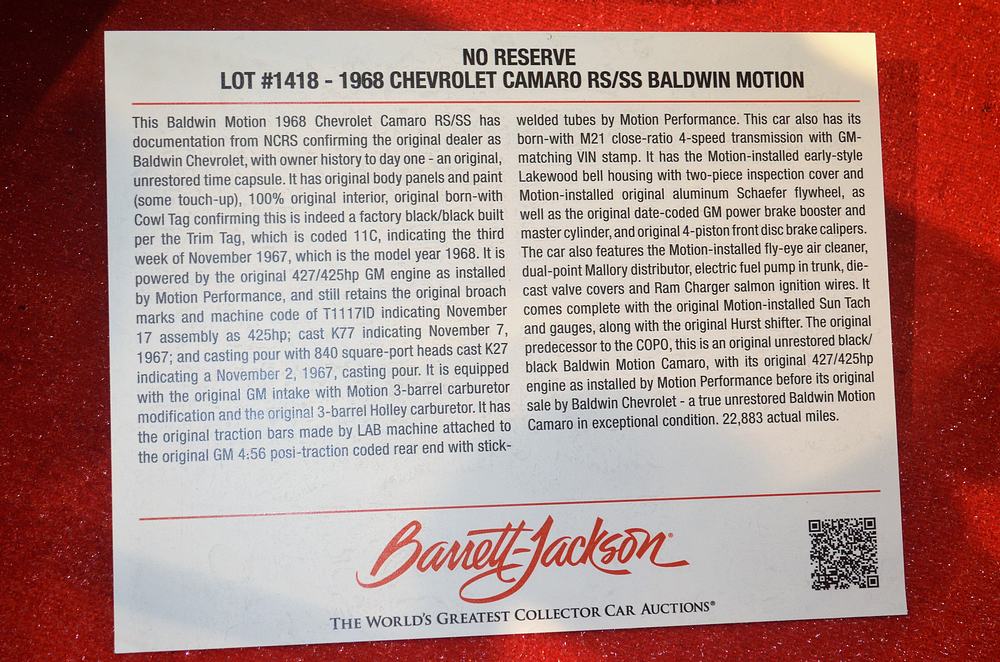 NO RESERVE
LOT #1418 - 1968 CHEVROLET CAMARO RS/SS BALDWIN MOTION
This Baldwin Motion 1968 Chevrolet Camaro RS/SS has
documentation from NCRS confirming the original dealer as
Baldwin Chevrolet, with owner history to day one - an original,
unrestored time capsule. It has original body panels and paint
(some touch-up), 100% original interior, original born-with
Cowl Tag confirming this is indeed a factory black/black built
per the Trim Tag, which is coded 11C, indicating the third
week of November 1967, which is the model year 1968. It is
powered by the original 427/425hp GM engine as installed
by Motion Performance, and still retains the original broach
marks and machine code of T1117ID indicating November
17 assembly as 425hp; cast K77 indicating November 7,
1967; and casting pour with 840 square-port heads cast K27
indicating a November 2, 1967, casting pour. It is equipped
with the original GM intake with Motion 3-barrel carburetor
modification and the original 3-barrel Holley carburetor. It has
the original traction bars made by LAB machine attached to
the original GM 4:56 posi-traction coded rear end with stick-
welded tubes by Motion Performance. This car also has its
born-with M21 close-ratio 4-speed transmission with GM-
matching VIN stamp. It has the Motion-installed early-style
Lakewood bell housing with two-piece inspection cover and
Motion-installed original aluminum Schaefer flywheel, as
well as the original date-coded GM power brake booster and
master cylinder, and original 4-piston front disc brake calipers.
The car also features the Motion-installed fly-eye air cleaner,
dual-point Mallory distributor, electric fuel pump in trunk, die-
cast valve covers and Ram Charger salmon ignition wires. It
comes complete with the original Motion-installed Sun Tach
and gauges, along with the original Hurst shifter. The original
predecessor to the COPO, this is an original unrestored black/
black Baldwin Motion Camaro, with its original 427/425hp
engine as installed by Motion Performance before its original
sale by Baldwin Chevrolet - a true unrestored Baldwin Motion
Camaro in exceptional condition. 22,883 actual miles.
Barrett-Jackson®
THE WORLD'S GREATEST COLLECTOR CAR AUCTIONS®